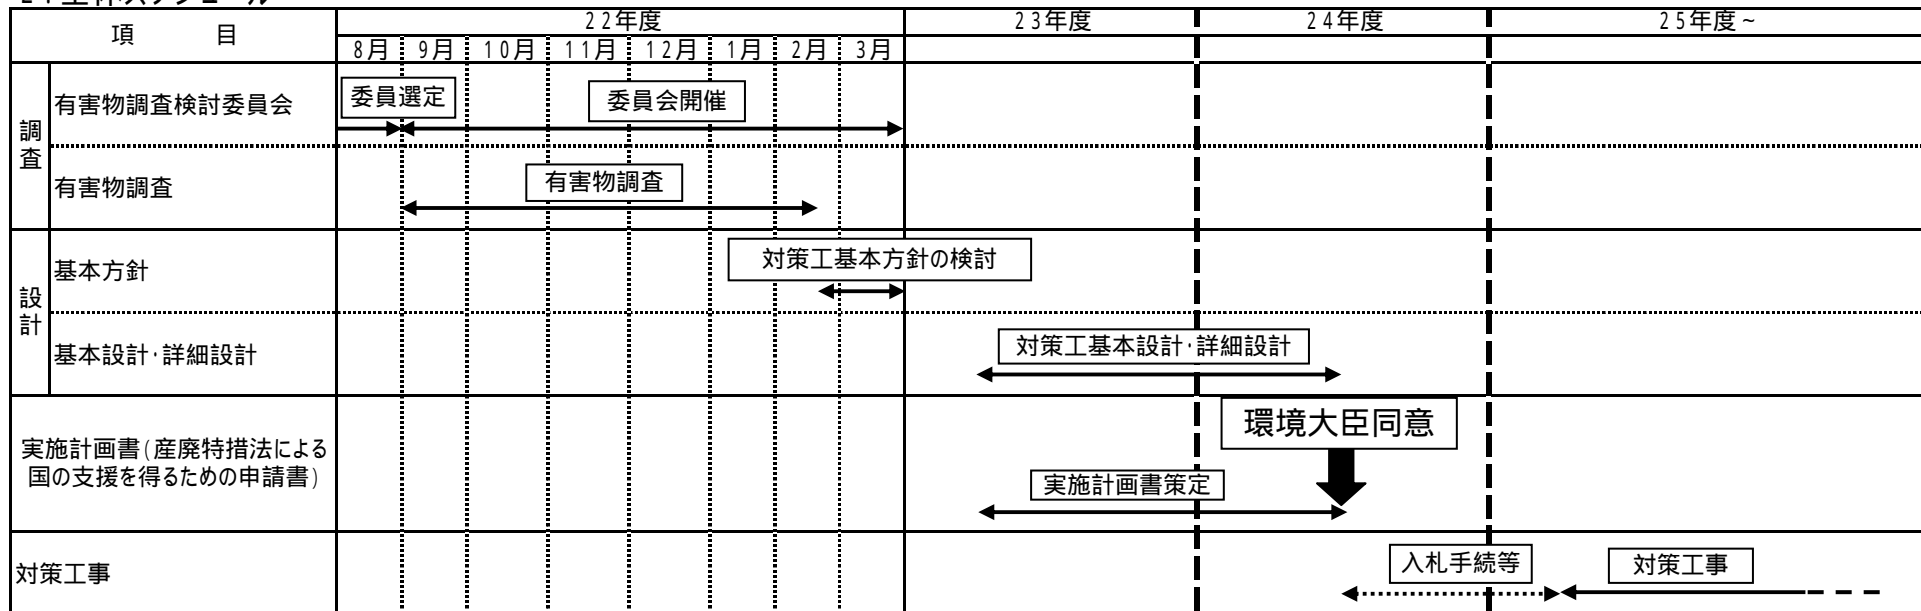 項 目
22年度 23年度 24年度 25年度~
8月 9月 10月 11月 12月 1月 2月 3月
調査
有害物調査検討委員会
委員選定 委員会開催
有害物調査
有害物調査
設計
基本方針
対策工基本方針の検討
基本設計・詳細設計
対策工基本設計・詳細設計
環境大臣同意
実施計画書(産廃特措法による
国の支援を得るための申請書)
実施計画書策定
対策工事
入札手続等 対策工事